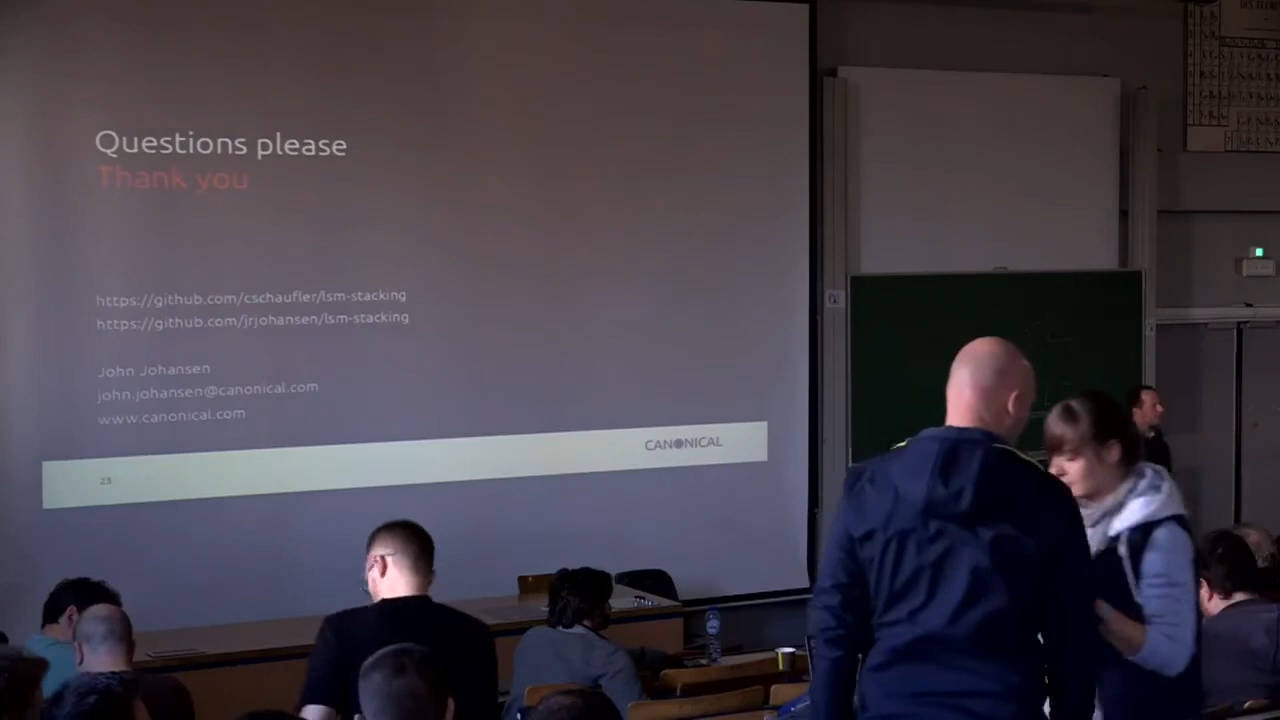 Questions please
Thank you
https://github.com/cschaufler/lsm-stacking
https://github.com/jrjohansen/lsm-stacking
John Johansen
john.johansen@canonical.com
www.canonical.com
CANONICAL
23